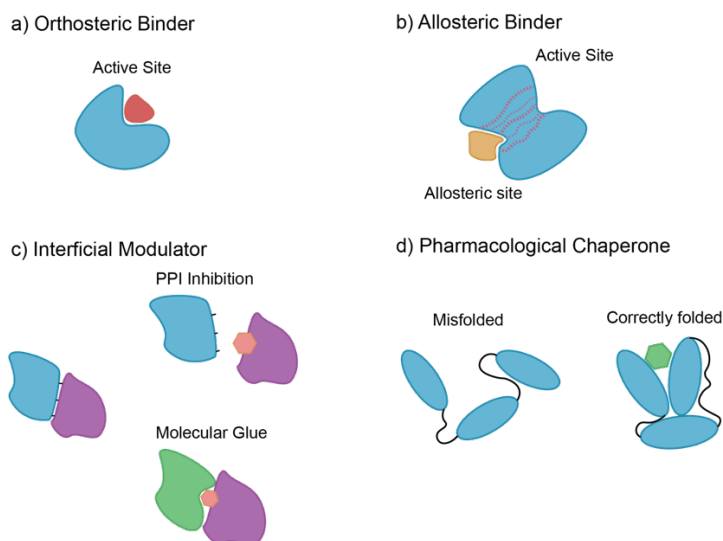 a) Orthosteric Binder
Active Site
b) Allosteric Binder
Active Site
Allosteric site
c) Interficial Modulator
PPI Inhibition
Molecular Glue
d) Pharmacological Chaperone
Misfolded
Correctly folded